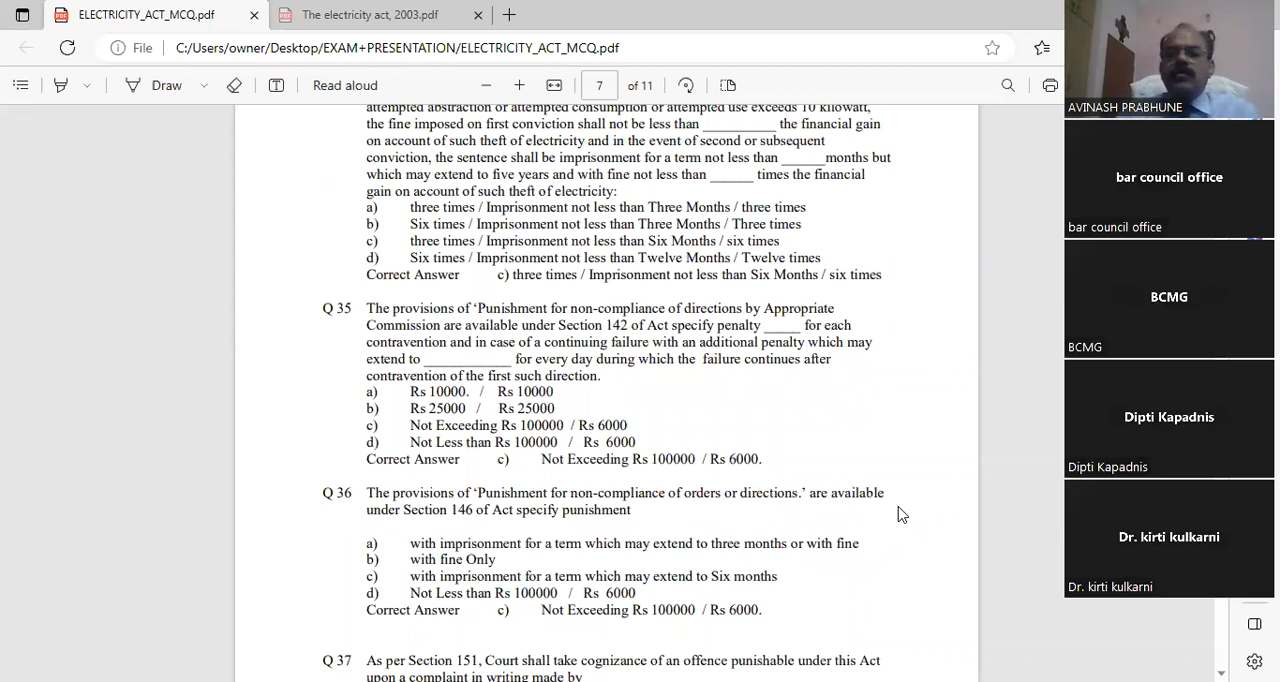 ELECTRICITY_ACT_MCQ.pdf
The electricity act, 2003.pdf
File
C:/Users/owner/Desktop/EXAM+PRESENTATION/ELECTRICITY_ACT_MCQ.pdf
Draw
Read aloud
7
of 11
attempted abstraction or attempted consumption or attempted use exceeds 10 kilowatt,
the fine imposed on first conviction shall not be less than __________ the financial gain
on account of such theft of electricity and in the event of second or subsequent
conviction, the sentence shall be imprisonment for a term not less than ______months but
which may extend to five years and with fine not less than ______ times the financial
gain on account of such theft of electricity:
a) three times / Imprisonment not less than Three Months / three times
b) Six times / Imprisonment not less than Three Months / Three times
c) three times / Imprisonment not less than Six Months / six times
d) Six times / Imprisonment not less than Twelve Months / Twelve times
Correct Answer c) three times / Imprisonment not less than Six Months / six times
Q 35 The provisions of ‘Punishment for non-compliance of directions by Appropriate
Commission are available under Section 142 of Act specify penalty _____ for each
contravention and in case of a continuing failure with an additional penalty which may
extend to ____________ for every day during which the failure continues after
contravention of the first such direction.
a) Rs 10000. / Rs 10000
b) Rs 25000 / Rs 25000
c) Not Exceeding Rs 100000 / Rs 6000
d) Not Less than Rs 100000 / Rs 6000
Correct Answer c) Not Exceeding Rs 100000 / Rs 6000.
Q 36 The provisions of ‘Punishment for non-compliance of orders or directions.’ are available
under Section 146 of Act specify punishment
a) with imprisonment for a term which may extend to three months or with fine
b) with fine Only
c) with imprisonment for a term which may extend to Six months
d) Not Less than Rs 100000 / Rs 6000
Correct Answer c) Not Exceeding Rs 100000 / Rs 6000.
Q 37 As per Section 151, Court shall take cognizance of an offence punishable under this Act
upon a complaint in writing made by
AVINASH PRABHUNE
bar council office
bar council office
BCMG
BCMG
Dipti Kapadnis
Dipti Kapadnis
Dr. kirti kulkarni
Dr. kirti kulkarni